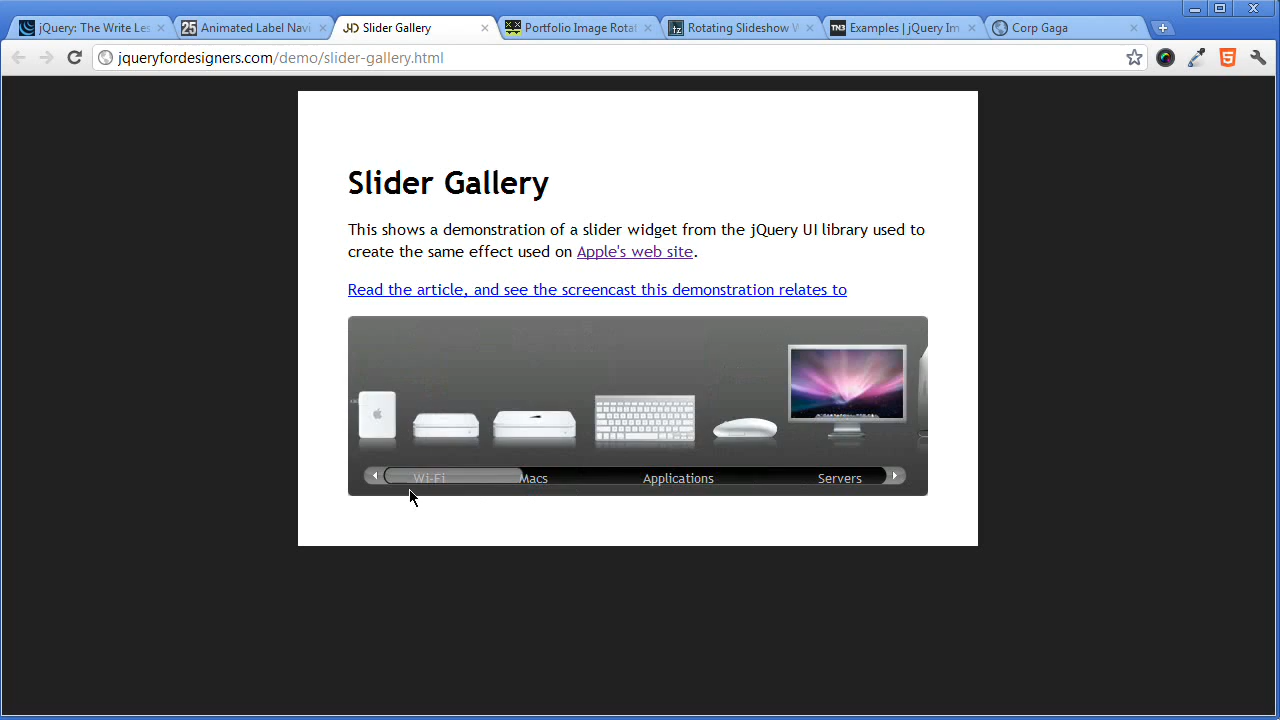 jQuery: The Write Les
Animated Label Navi
Slider Gallery
Portfolio Image Rotat
Rotating Slideshow W
Examples | jQuery Im
Corp Gaga
jqueryfordesigners.com/demo/slider-gallery.html
Slider Gallery
This shows a demonstration of a slider widget from the jQuery UI library used to
create the same effect used on Apple's web site.
Read the article, and see the screencast this demonstration relates to
Wi-Fi Macs Applications Servers